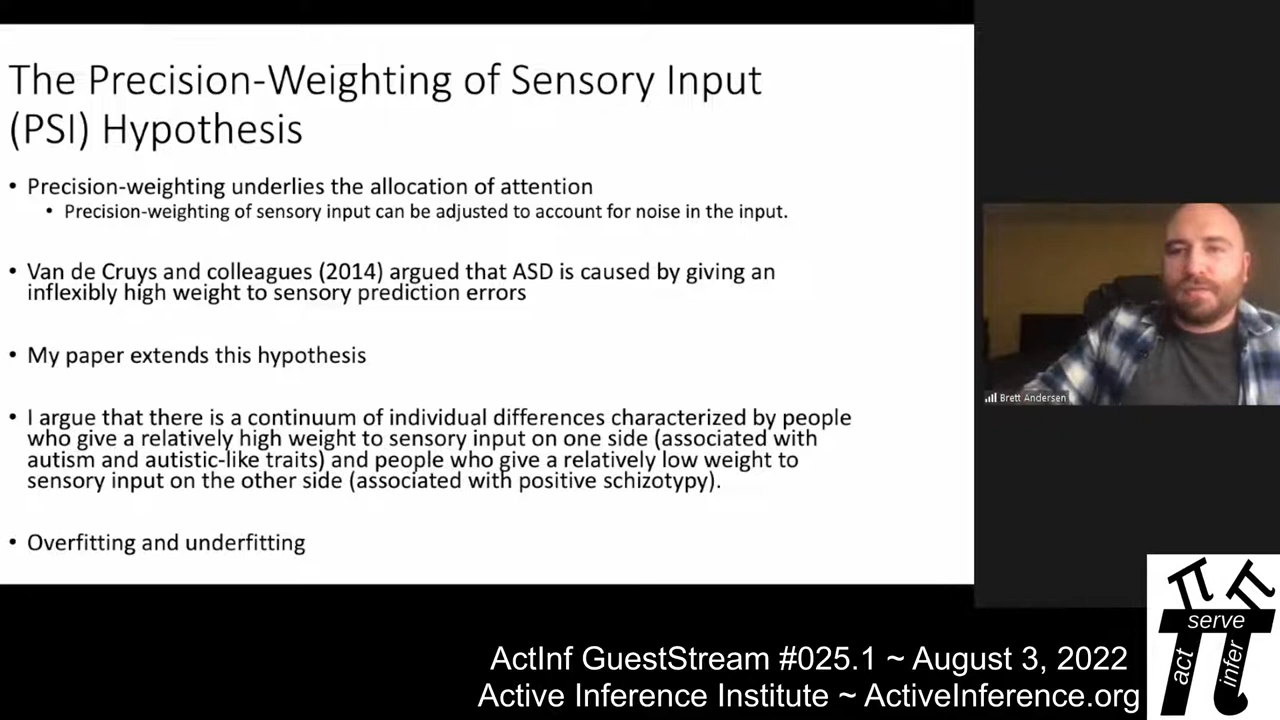 The Precision-Weighting of Sensory Input
(PSI) Hypothesis
• Precision-weighting underlies the allocation of attention
• Precision-weighting of sensory input can be adjusted to account for noise in the input.
• Van de Cruys and colleagues (2014) argued that ASD is caused by giving an
inflexibly high weight to sensory prediction errors
• My paper extends this hypothesis
• I argue that there is a continuum of individual differences characterized by people
who give a relatively high weight to sensory input on one side (associated with
autism and autistic-like traits) and people who give a relatively low weight to
sensory input on the other side (associated with positive schizotypy).
• Overfitting and underfitting
Brett Andersen
ActInf GuestStream #025.1 ~ August 3, 2022
Active Inference Institute ~ ActiveInference.org
serve
act
infer